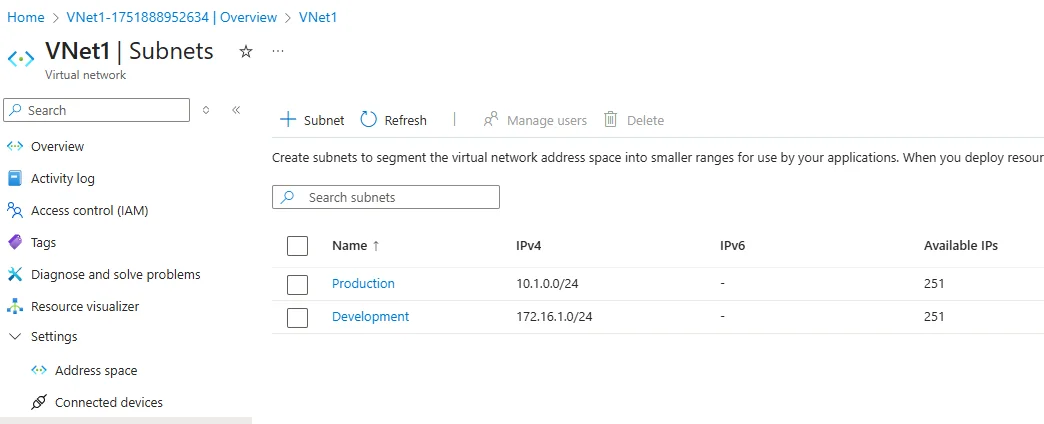 Home > VNet1-1751888952634 | Overview > VNet1
VNet1 | Subnets
Virtual network
Search
Overview
Activity log
Access control (IAM)
Tags
Diagnose and solve problems
Resource visualizer
Settings
Address space
Connected devices
+ Subnet Refresh | Manage users Delete
Create subnets to segment the virtual network address space into smaller ranges for use by your applications. When you deploy resour
Search subnets
Name ↑ IPv4 IPv6 Available IPs
Production 10.1.0.0/24 - 251
Development 172.16.1.0/24 - 251